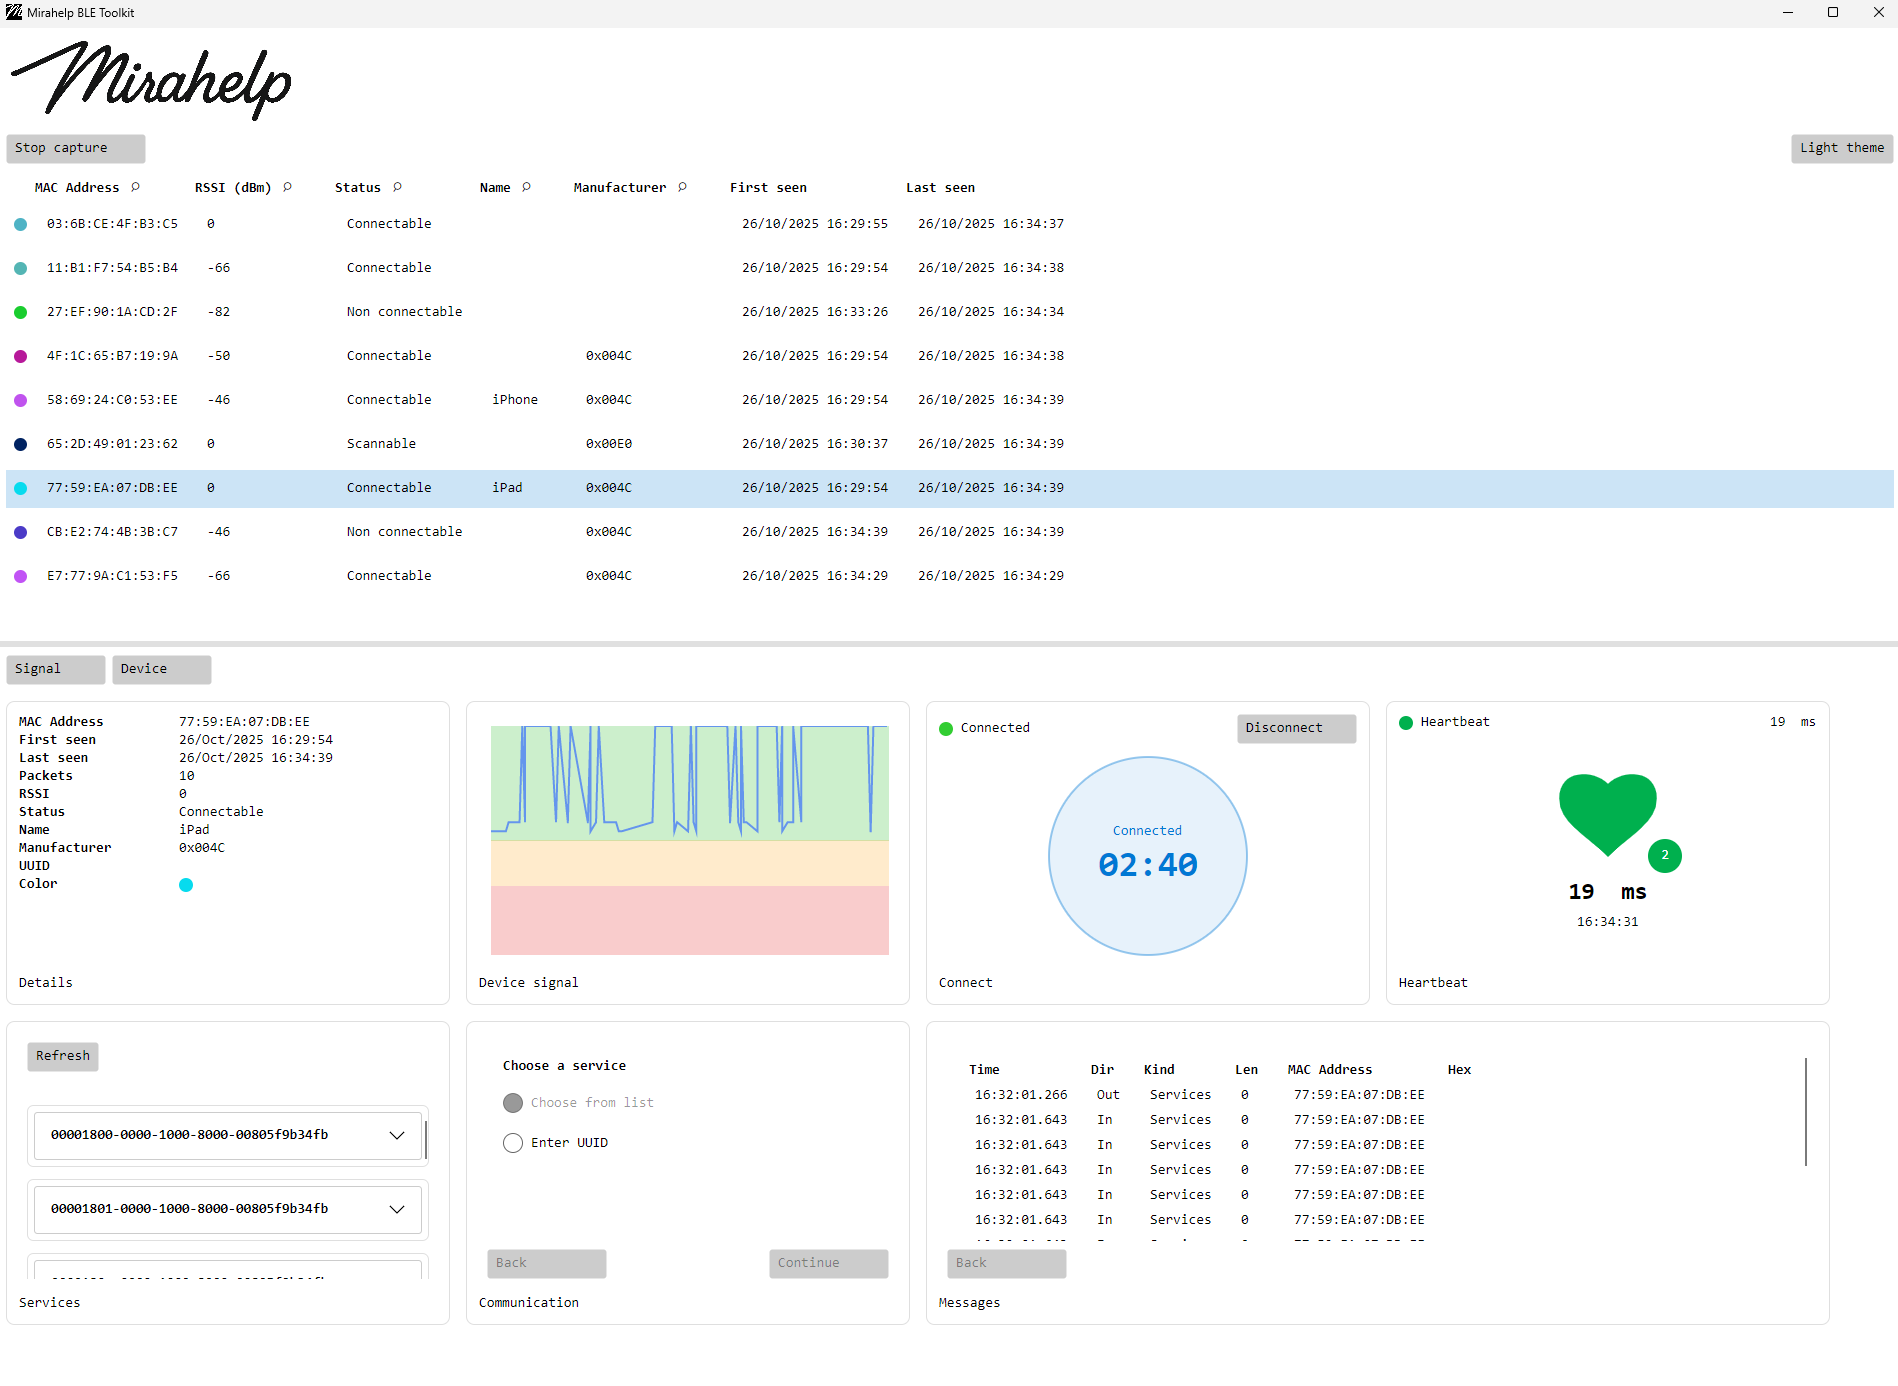 Mirahelp BLE Toolkit
Mirahelp
Stop capture
Light theme
MAC Address RSSI (dBm) Status Name Manufacturer First seen Last seen
03:6B:CE:4F:B3:C5 0 Connectable 26/10/2025 16:29:55 26/10/2025 16:34:37
11:B1:F7:54:B5:B4 -66 Connectable 26/10/2025 16:29:54 26/10/2025 16:34:38
27:EF:90:1A:CD:2F -82 Non connectable 26/10/2025 16:33:26 26/10/2025 16:34:34
4F:1C:65:B7:19:9A -50 Connectable 0x004C 26/10/2025 16:29:54 26/10/2025 16:34:38
58:69:24:C0:53:EE -46 Connectable iPhone 0x004C 26/10/2025 16:29:54 26/10/2025 16:34:39
65:2D:49:01:23:62 0 Scannable 0x00E0 26/10/2025 16:30:37 26/10/2025 16:34:39
77:59:EA:07:DB:EE 0 Connectable iPad 0x004C 26/10/2025 16:29:54 26/10/2025 16:34:39
CB:E2:74:4B:3B:C7 -46 Non connectable 0x004C 26/10/2025 16:34:39 26/10/2025 16:34:39
E7:77:9A:C1:53:F5 -66 Connectable 0x004C 26/10/2025 16:34:29 26/10/2025 16:34:29
Signal Device
MAC Address 77:59:EA:07:DB:EE
First seen 26/Oct/2025 16:29:54
Last seen 26/Oct/2025 16:34:39
Packets 10
RSSI 0
Status Connectable
Name iPad
Manufacturer 0x004C
UUID
Color
Details
Device signal
Connected Disconnect
Connected
02:40
Connect
Heartbeat 19 ms
2
19 ms
16:34:31
Heartbeat
Refresh
00001800-0000-1000-8000-00805f9b34fb
00001801-0000-1000-8000-00805f9b34fb
Services
Choose a service
Choose from list
Enter UUID
Back Continue
Communication
Time Dir Kind Len MAC Address Hex
16:32:01.266 Out Services 0 77:59:EA:07:DB:EE
16:32:01.643 In Services 0 77:59:EA:07:DB:EE
16:32:01.643 In Services 0 77:59:EA:07:DB:EE
16:32:01.643 In Services 0 77:59:EA:07:DB:EE
16:32:01.643 In Services 0 77:59:EA:07:DB:EE
16:32:01.643 In Services 0 77:59:EA:07:DB:EE
Back
Messages